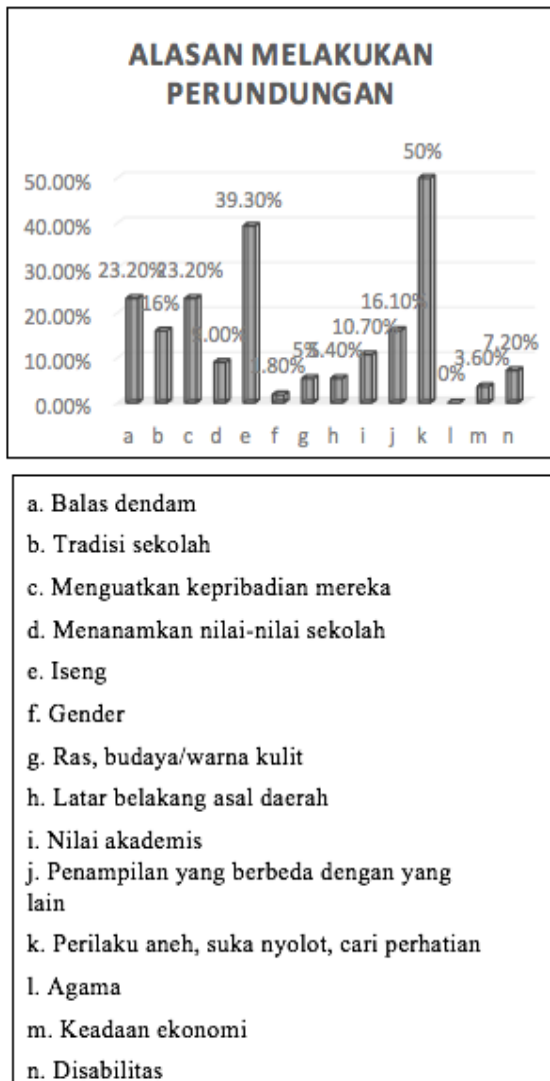 ALASAN MELAKUKAN
PERUNDUNGAN
50%
50.00%
39.30%
40.00%
30.00% 23.20% 23.20%
16% 16.10%
20.00% 10.70%
5% 5.40% 7.20%
10.00% 1.80% 0% 3.60%
0.00%
a b c d e f g h i j k l m n
a. Balas dendam
b. Tradisi sekolah
c. Menguatkan kepribadian mereka
d. Menanamkan nilai-nilai sekolah
e. Iseng
f. Gender
g. Ras, budaya/warna kulit
h. Latar belakang asal daerah
i. Nilai akademis
j. Penampilan yang berbeda dengan yang
lain
k. Perilaku aneh, suka nyolot, cari perhatian
l. Agama
m. Keadaan ekonomi
n. Disabilitas